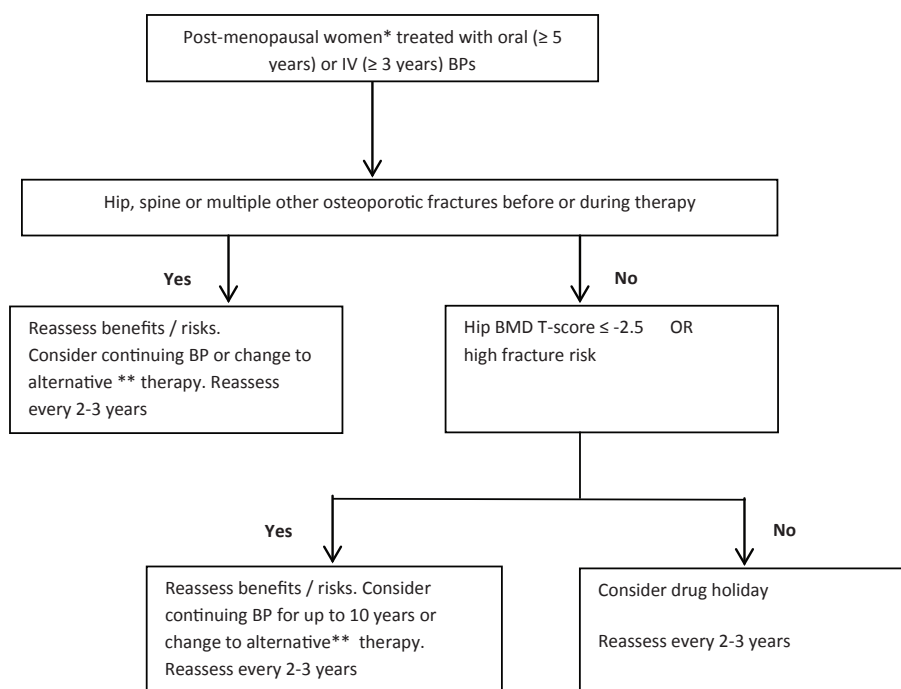 Post-menopausal women* treated with oral (≥ 5
years) or IV (≥ 3 years) BPs
Hip, spine or multiple other osteoporotic fractures before or during therapy
Yes
No
Reassess benefits / risks.
Consider continuing BP or change to
alternative ** therapy. Reassess
every 2-3 years
Hip BMD T-score ≤ -2.5 OR
high fracture risk
Yes
No
Reassess benefits / risks. Consider
continuing BP for up to 10 years or
change to alternative** therapy.
Reassess every 2-3 years
Consider drug holiday
Reassess every 2-3 years